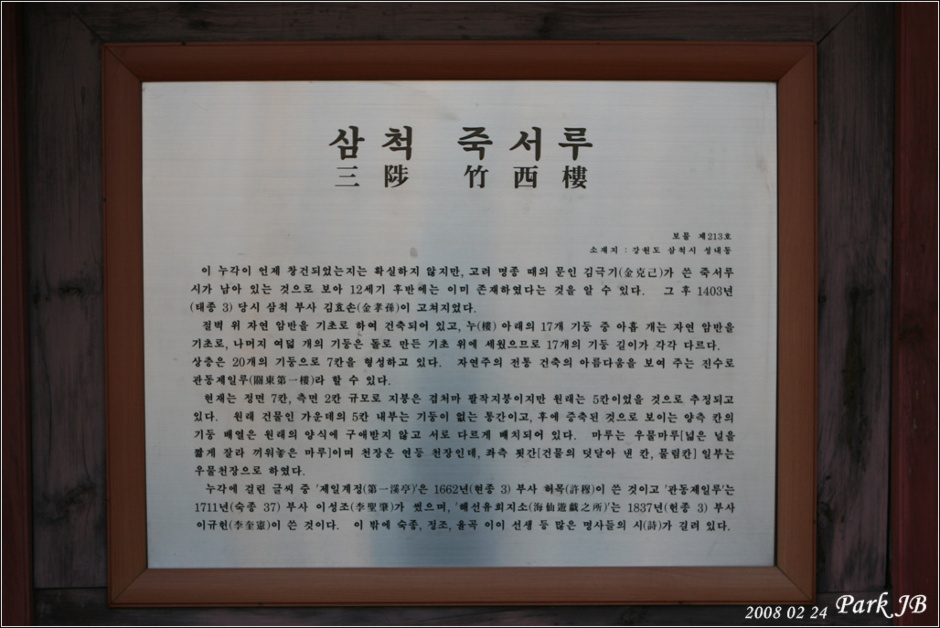 삼척 죽서루
三陟 竹西樓
보물 제213호
소재지 : 강원도 삼척시 성내동
이 누각이 언제 창건되었는지는 확실하지 않지만, 고려 명종 때의 문인 김극기(金克己)가 쓴 죽서루
시가 남아 있는 것으로 보아 12세기 후반에는 이미 존재하였다는 것을 알 수 있다. 그 후 1403년
(태종 3) 당시 삼척 부사 김효손(金孝孫)이 고쳐지었다.
절벽 위 자연 암반을 기초로 하여 건축되어 있고, 누(樓) 아래의 17개 기둥 중 아홉 개는 자연 암반을
기초로, 나머지 여덟 개의 기둥은 돌로 만든 기초 위에 세웠으므로 17개의 기둥 길이가 각각 다르다.
상층은 20개의 기둥으로 7칸을 형성하고 있다. 자연주의 전통 건축의 아름다움을 보여 주는 진수로
관동제일루(關東第一樓)라 할 수 있다.
현재는 정면 7칸, 측면 2칸 규모로 지붕은 겹처마 팔작지붕이지만 원래는 5칸이었을 것으로 추정되고
있다. 원래 건물인 가운데의 5칸 내부는 기둥이 없는 통간이고, 후에 증축된 것으로 보이는 양측 칸의
기둥 배열은 원래의 양식에 구애받지 않고 서로 다르게 배치되어 있다. 마루는 우물마루[넓은 널을
짧게 잘라 끼워놓은 마루]이며 천장은 연등 천장인데, 좌측 툇간[건물의 덧달아 낸 칸, 물림칸] 일부는
우물천장으로 하였다.
누각에 걸린 글씨 중 '제일계정(第一溪亭)'은 1662년(현종 3) 부사 허목(許穆)이 쓴 것이고 '관동제일루'는
1711년(숙종 37) 부사 이성조(李聖肇)가 썼으며, '해선유희지소(海仙遊戱之所)'는 1837년(헌종 3) 부사
이규헌(李奎憲)이 쓴 것이다. 이 밖에 숙종, 정조, 율곡 이이 선생 등 많은 명사들의 시(詩)가 걸려 있다.
2008 02 24 Park JB